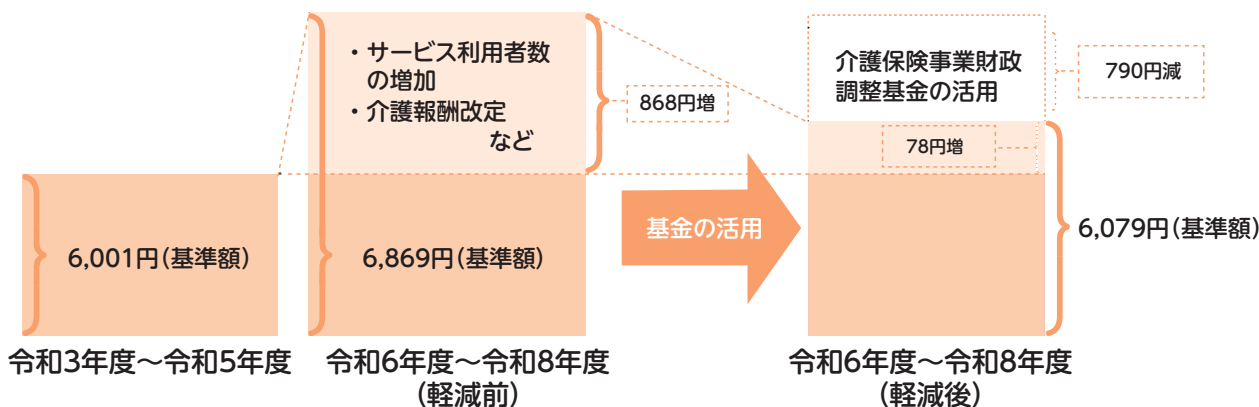 6,001円(基準額)
令和3年度～令和5年度
・サービス利用者数
の増加
・介護報酬改定
など
868円増
6,869円(基準額)
令和6年度～令和8年度
(軽減前)
基金の活用
介護保険事業財政
調整基金の活用
790円減
78円増
6,079円(基準額)
令和6年度～令和8年度
(軽減後)